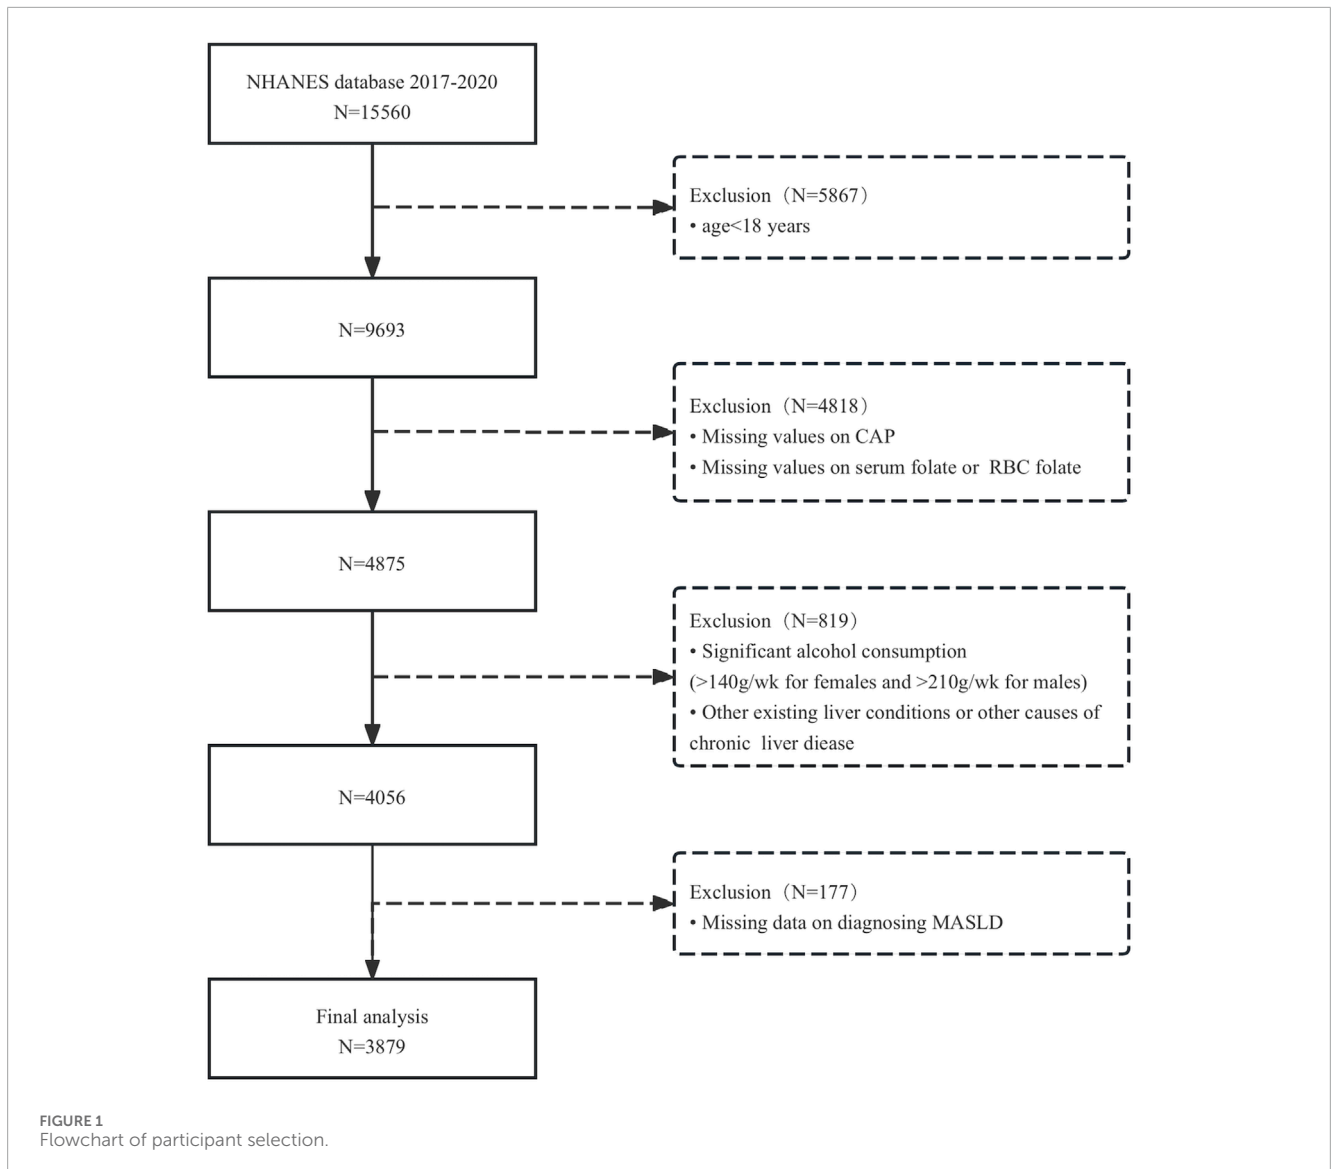 NHANES database 2017-2020
N=15560
Exclusion（N=5867）
• age<18 years
N=9693
Exclusion（N=4818）
• Missing values on CAP
• Missing values on serum folate or  RBC folate
N=4875
Exclusion（N=819）
• Significant alcohol consumption
(>140g/wk for females and >210g/wk for males)
• Other existing liver conditions or other causes of
chronic  liver diease
N=4056
Exclusion（N=177）
• Missing data on diagnosing MASLD
Final analysis
N=3879
FIGURE 1
Flowchart of participant selection.